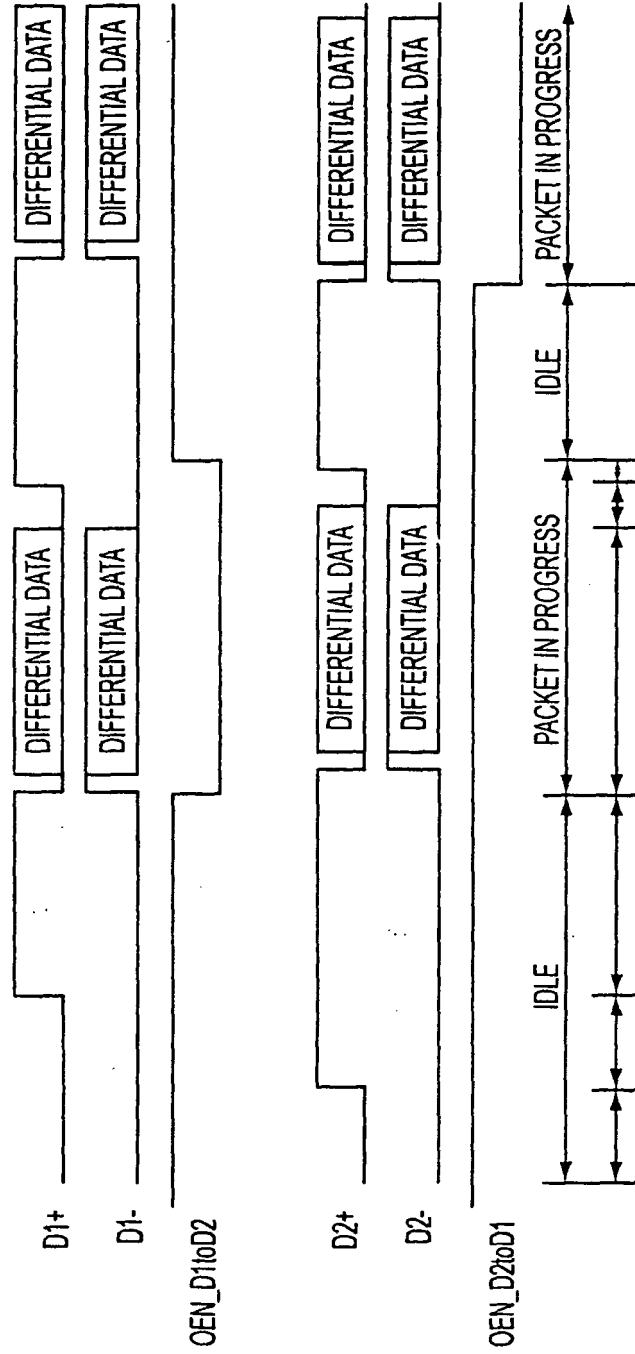 D1+
DIFFERENTIAL DATA
DIFFERENTIAL DATA
D1-
DIFFERENTIAL DATA
DIFFERENTIAL DATA
OEN_D1toD2
D2+
DIFFERENTIAL DATA
DIFFERENTIAL DATA
D2-
DIFFERENTIAL DATA
DIFFERENTIAL DATA
OEN_D2toD1
IDLE
PACKET IN PROGRESS
IDLE
PACKET IN PROGRESS